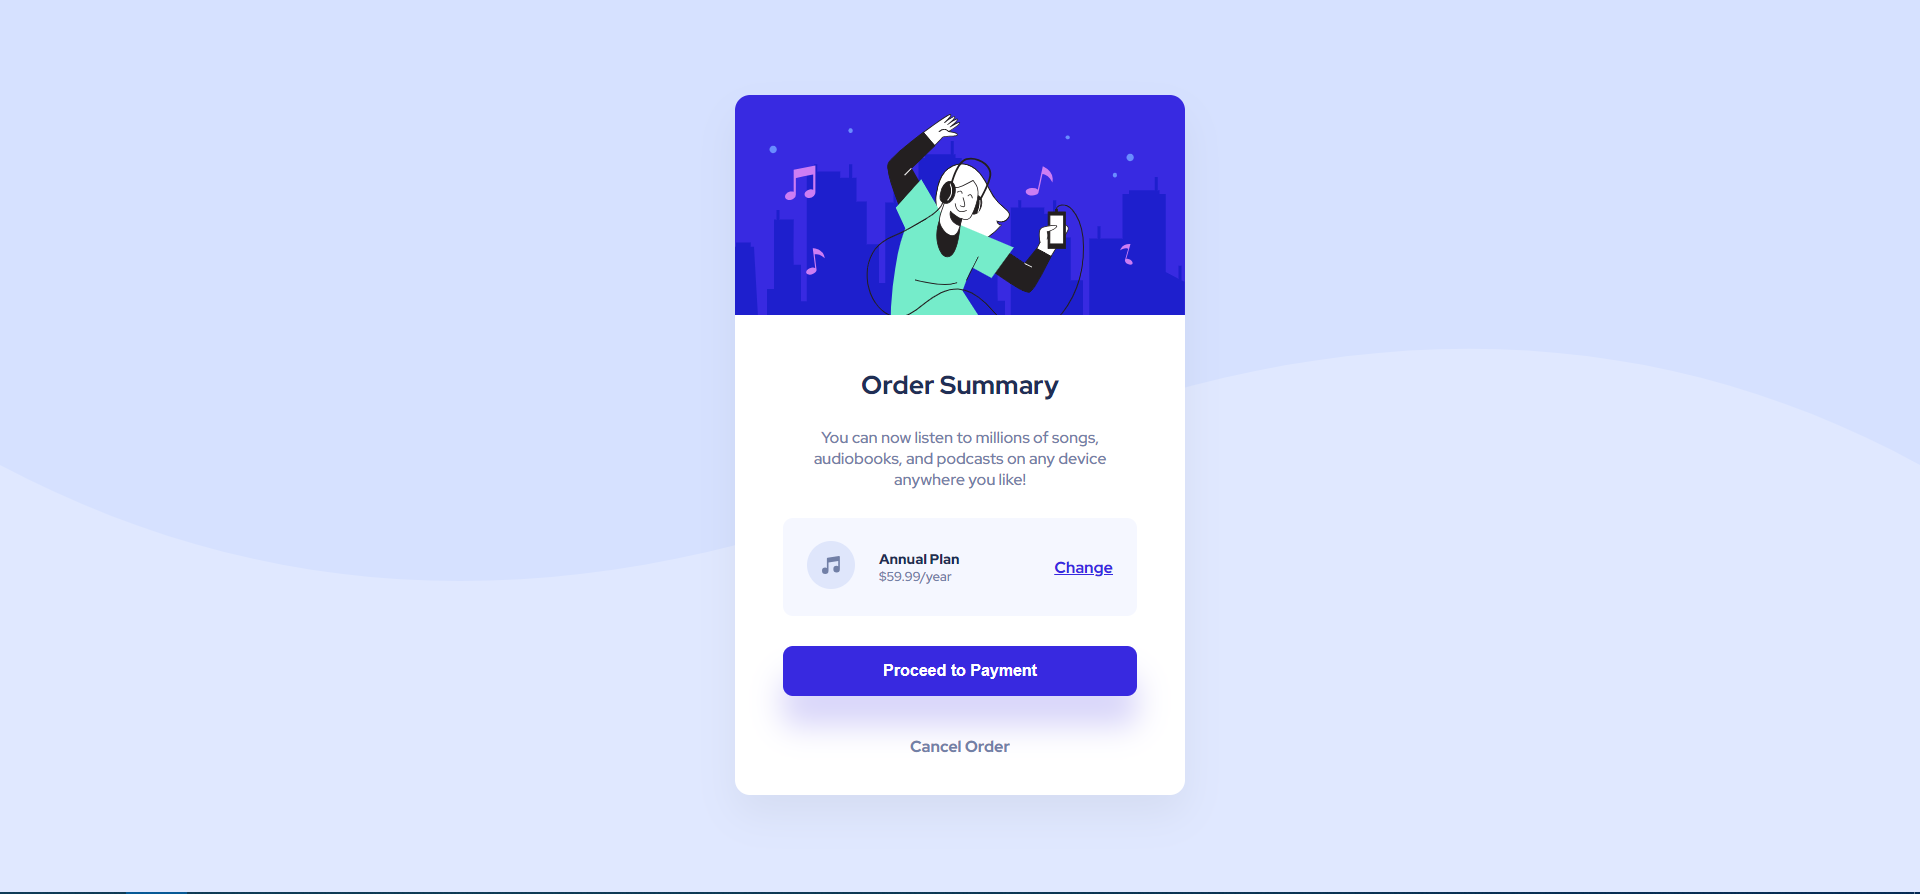 Order Summary
You can now listen to millions of songs,
audiobooks, and podcasts on any device
anywhere you like!
Annual Plan
$59.99/year
Change
Proceed to Payment
Cancel Order